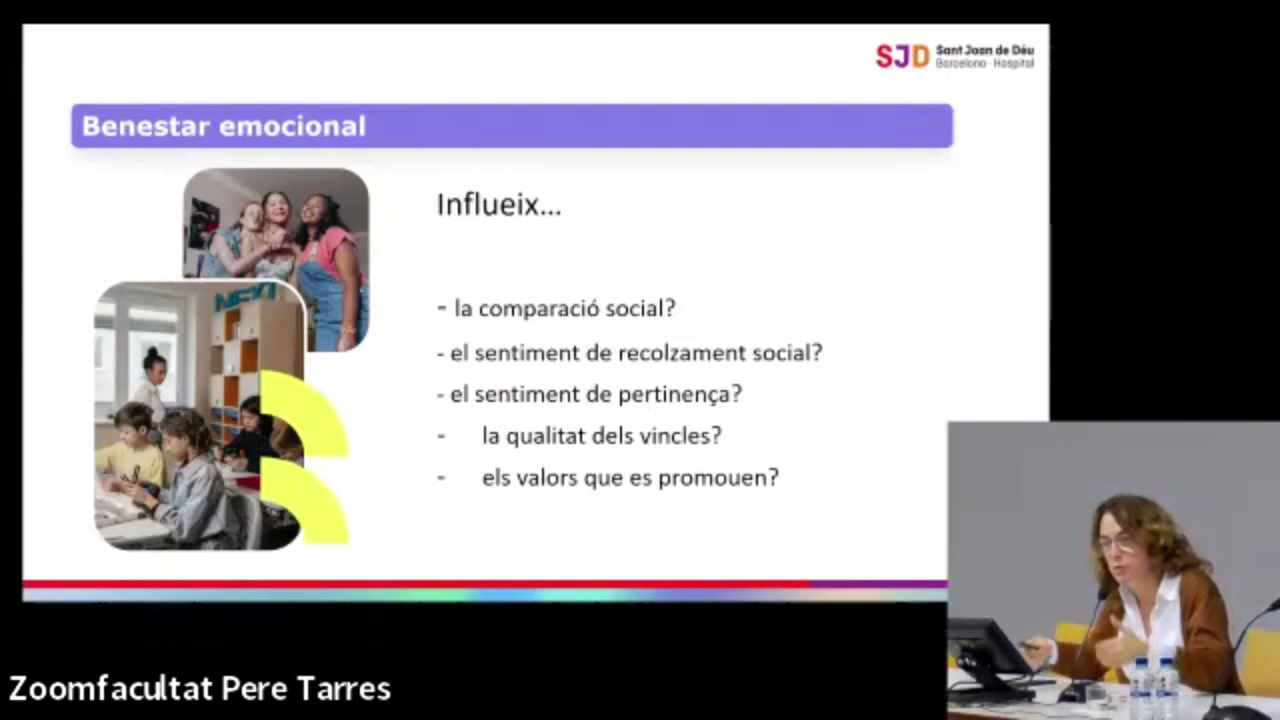 SJD Sant Joan de Déu
Barcelona · Hospital
Benestar emocional
NEXT
Influeix...
- la comparació social?
- el sentiment de recolzament social?
- el sentiment de pertinença?
- la qualitat dels vincles?
- els valors que es promouen?
Zoomfacultat Pere Tarres